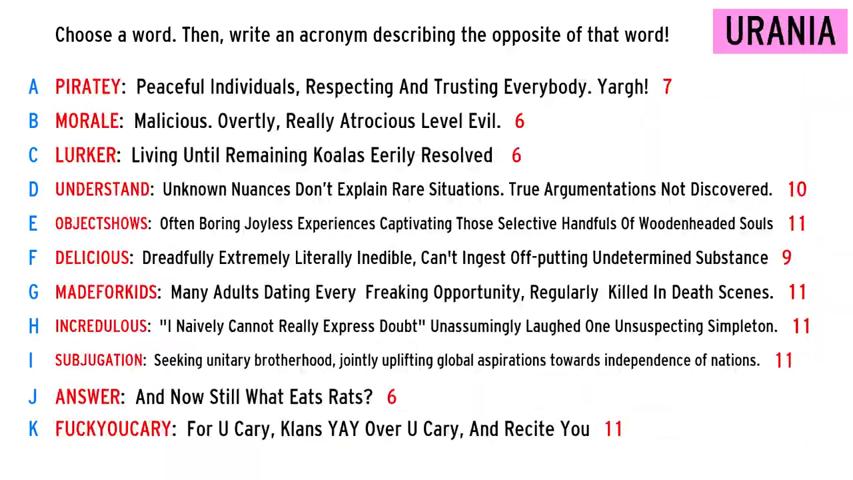 Choose a word. Then, write an acronym describing the opposite of that word!
URANIA
A PIRATEY: Peaceful Individuals, Respecting And Trusting Everybody. Yargh! 7
B MORALE: Malicious. Overtly, Really Atrocious Level Evil. 6
C LURKER: Living Until Remaining Koalas Eerily Resolved 6
D UNDERSTAND: Unknown Nuances Don't Explain Rare Situations. True Argumentations Not Discovered. 10
E OBJECTSHOWS: Often Boring Joyless Experiences Captivating Those Selective Handfuls Of Woodenheaded Souls 11
F DELICIOUS: Dreadfully Extremely Literally Inedible, Can't Ingest Off-putting Undetermined Substance 9
G MADEFORKIDS: Many Adults Dating Every Freaking Opportunity, Regularly Killed In Death Scenes. 11
H INCREDULOUS: "I Naively Cannot Really Express Doubt" Unassumingly Laughed One Unsuspecting Simpleton. 11
I SUBJUGATION: Seeking unitary brotherhood, jointly uplifting global aspirations towards independence of nations. 11
J ANSWER: And Now Still What Eats Rats? 6
K FUCKYOUCARY: For U Cary, Klans YAY Over U Cary, And Recite You 11